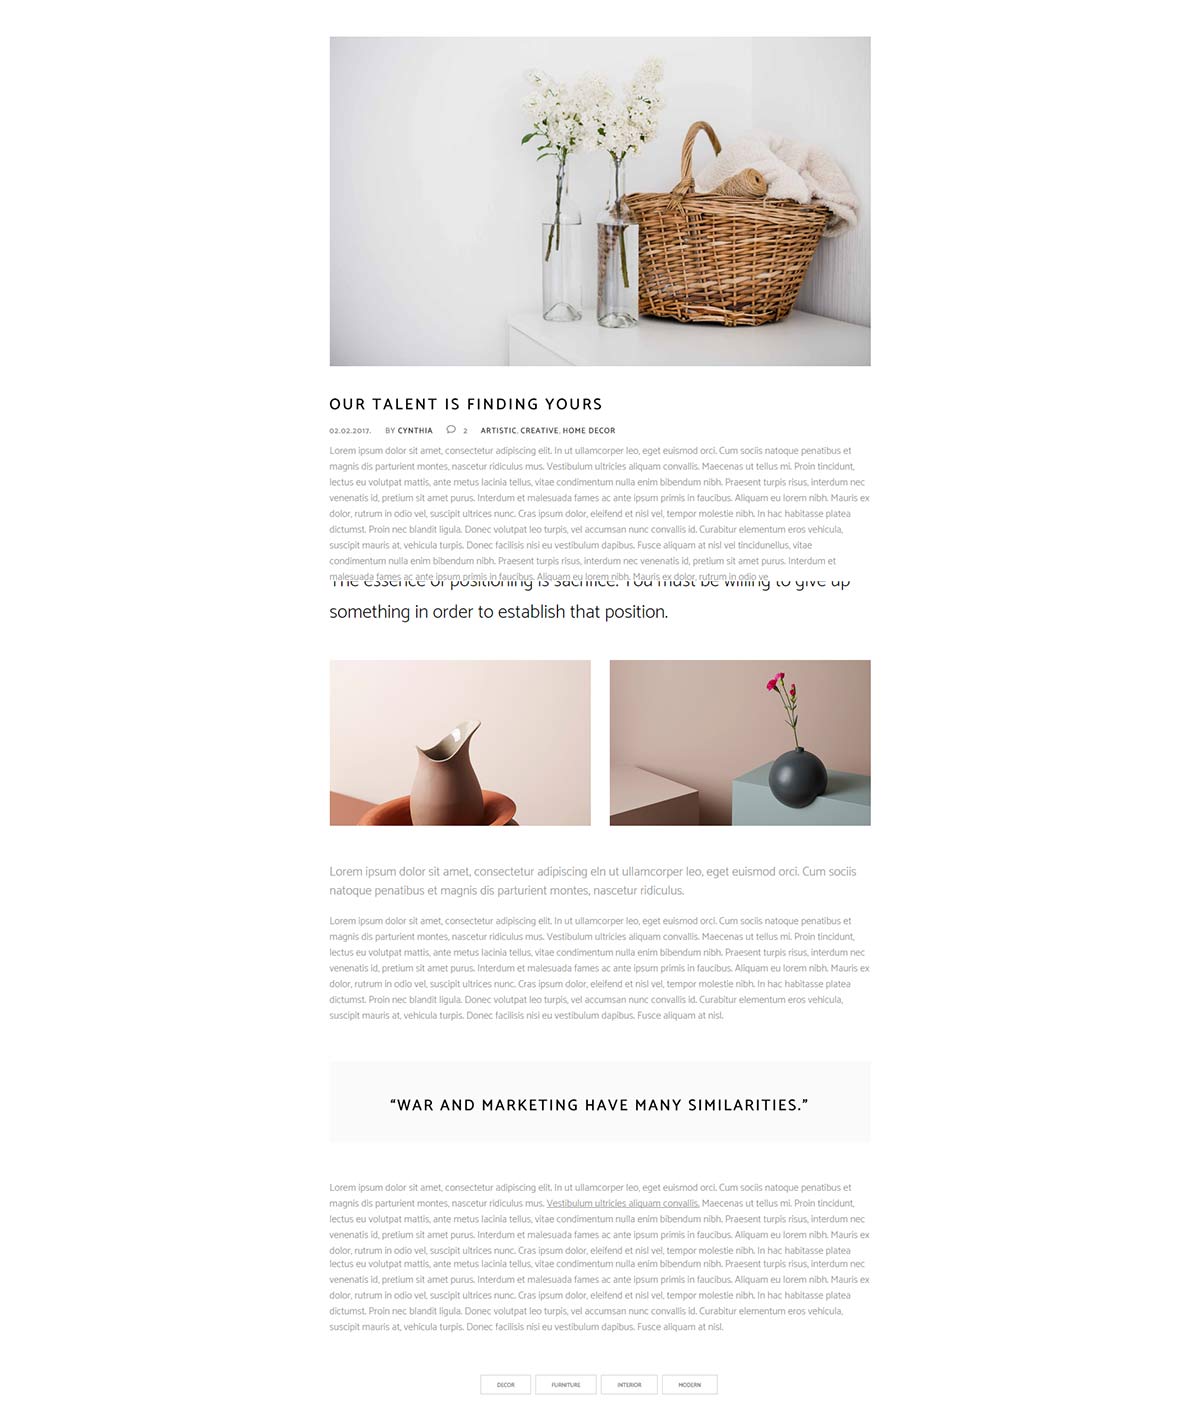 OUR TALENT IS FINDING YOURS
02.02.2017. BY CYNTHIA 2 ARTISTIC, CREATIVE, HOME DECOR
Lorem ipsum dolor sit amet, consectetur adipiscing elit. In ut ullamcorper leo, eget euismod orci. Cum sociis natoque penatibus et
magnis dis parturient montes, nascetur ridiculus mus. Vestibulum ultricies aliquam convallis. Maecenas ut tellus mi. Proin tincidunt,
lectus eu volutpat mattis, ante metus lacinia tellus, vitae condimentum nulla enim bibendum nibh. Praesent turpis risus, interdum nec
venenatis id, pretium sit amet purus. Interdum et malesuada fames ac ante ipsum primis in faucibus. Aliquam eu lorem nibh. Mauris ex
dolor, rutrum in odio vel, suscipit ultrices nunc. Cras ipsum dolor, eleifend et nisl vel, tempor molestie nibh. In hac habitasse platea
dictumst. Proin nec blandit ligula. Donec volutpat leo turpis, vel accumsan nunc convallis id. Curabitur elementum eros vehicula,
suscipit mauris at, vehicula turpis. Donec facilisis nisi eu vestibulum dapibus. Fusce aliquam at nisl vel tincidunellus, vitae
condimentum nulla enim bibendum nibh. Praesent turpis risus, interdum nec venenatis id, pretium sit amet purus. Interdum et
malesuada fames ac ante ipsum primis in faucibus. Aliquam eu lorem nibh. Mauris ex dolor, rutrum in odio ve
The essence of positioning is sacrifice. You must be willing to give up
something in order to establish that position.
Lorem ipsum dolor sit amet, consectetur adipiscing eln ut ullamcorper leo, eget euismod orci. Cum sociis
natoque penatibus et magnis dis parturient montes, nascetur ridiculus.
Lorem ipsum dolor sit amet, consectetur adipiscing elit. In ut ullamcorper leo, eget euismod orci. Cum sociis natoque penatibus et
magnis dis parturient montes, nascetur ridiculus mus. Vestibulum ultricies aliquam convallis. Maecenas ut tellus mi. Proin tincidunt,
lectus eu volutpat mattis, ante metus lacinia tellus, vitae condimentum nulla enim bibendum nibh. Praesent turpis risus, interdum nec
venenatis id, pretium sit amet purus. Interdum et malesuada fames ac ante ipsum primis in faucibus. Aliquam eu lorem nibh. Mauris ex
dolor, rutrum in odio vel, suscipit ultrices nunc. Cras ipsum dolor, eleifend et nisl vel, tempor molestie nibh. In hac habitasse platea
dictumst. Proin nec blandit ligula. Donec volutpat leo turpis, vel accumsan nunc convallis id. Curabitur elementum eros vehicula,
suscipit mauris at, vehicula turpis. Donec facilisis nisi eu vestibulum dapibus. Fusce aliquam at nisl.
“WAR AND MARKETING HAVE MANY SIMILARITIES.”
Lorem ipsum dolor sit amet, consectetur adipiscing elit. In ut ullamcorper leo, eget euismod orci. Cum sociis natoque penatibus et
magnis dis parturient montes, nascetur ridiculus mus. Vestibulum ultricies aliquam convallis. Maecenas ut tellus mi. Proin tincidunt,
lectus eu volutpat mattis, ante metus lacinia tellus, vitae condimentum nulla enim bibendum nibh. Praesent turpis risus, interdum nec
venenatis id, pretium sit amet purus. Interdum et malesuada fames ac ante ipsum primis in faucibus. Aliquam eu lorem nibh. Mauris ex
dolor, rutrum in odio vel, suscipit ultrices nunc. Cras ipsum dolor, eleifend et nisl vel, tempor molestie nibh. In hac habitasse platea
lectus eu volutpat mattis, ante metus lacinia tellus, vitae condimentum nulla enim bibendum nibh. Praesent turpis risus, interdum nec
venenatis id, pretium sit amet purus. Interdum et malesuada fames ac ante ipsum primis in faucibus. Aliquam eu lorem nibh. Mauris ex
dolor, rutrum in odio vel, suscipit ultrices nunc. Cras ipsum dolor, eleifend et nisl vel, tempor molestie nibh. In hac habitasse platea
dictumst. Proin nec blandit ligula. Donec volutpat leo turpis, vel accumsan nunc convallis id. Curabitur elementum eros vehicula,
suscipit mauris at, vehicula turpis. Donec facilisis nisi eu vestibulum dapibus. Fusce aliquam at nisl.
DECOR FURNITURE INTERIOR MODERN